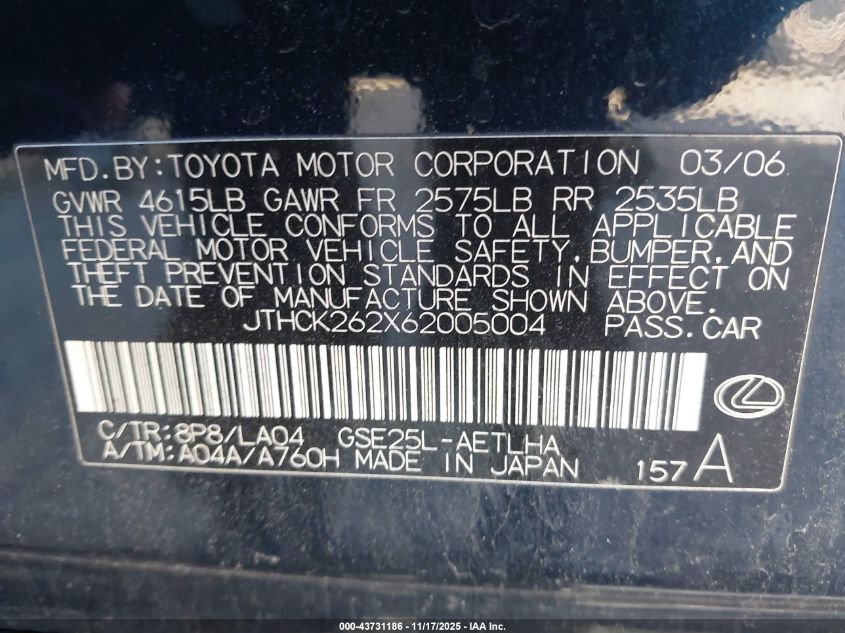 MFD.BY:TOYOTA MOTOR CORPORATION 03/06
GVWR 4615LB GAWR FR 2575LB RR 2535LB
THIS VEHICLE CONFORMS TO ALL APPLICABLE
FEDERAL MOTOR VEHICLE SAFETY,BUMPER,AND
THEFT PREVENTION STANDARDS IN EFFECT ON
THE DATE OF MANUFACTURE SHOWN ABOVE.
JTHCK262X62005004 PASS.CAR
C/TR:8P8/LA04 GSE25L-AETLHA
A/TM:A04A/A760H MADE IN JAPAN 157A
000-43731186 - 11/17/2025 - IAA Inc.